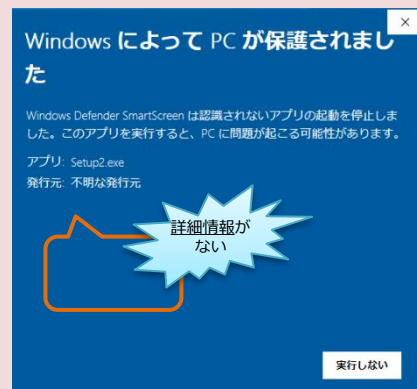 ×
Windows によって PC が保護されまし
た
Windows Defender SmartScreen は認識されないアプリの起動を停止しま
した。このアプリを実行すると、PC に問題が起こる可能性があります。
アプリ: Setup2.exe
発行元: 不明な発行元
詳細情報が
ない
実行しない